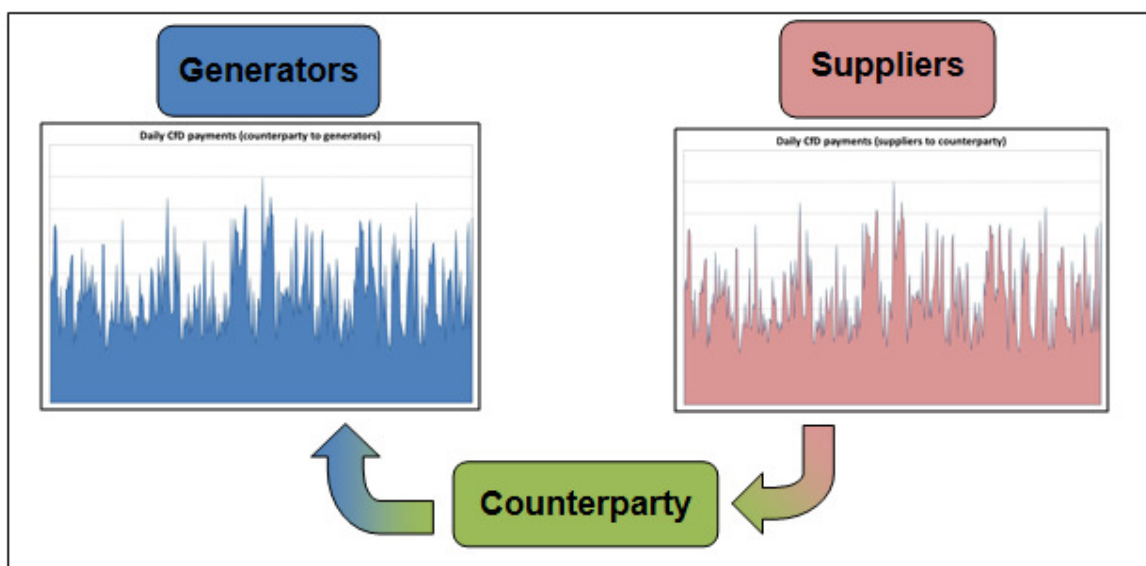 Generators
Suppliers
Daily CfD payments (counterparty to generators)
Daily CfD payments (suppliers to counterparty)
Counterparty